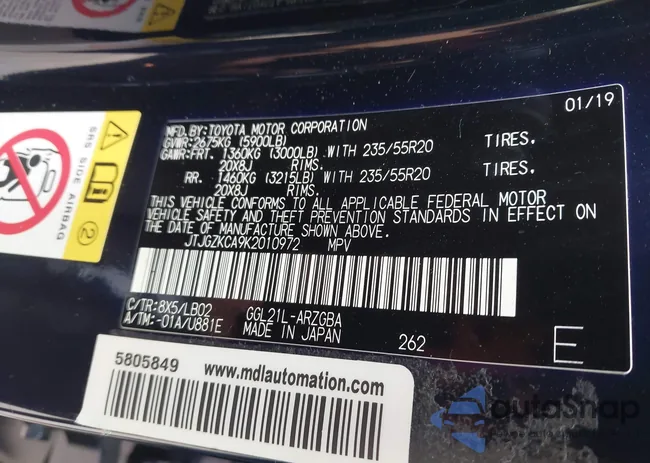 01/19
MFD.BY:TOYOTA MOTOR CORPORATION
GVWR:2675KG (5900LB)
GAWR:FRT. 1360KG (3000LB) WITH 235/55R20 TIRES.
20X8J RIMS.
RR. 1460KG (3215LB) WITH 235/55R20 TIRES.
20X8J RIMS.
THIS VEHICLE CONFORMS TO ALL APPLICABLE FEDERAL MOTOR
VEHICLE SAFETY AND THEFT PREVENTION STANDARDS IN EFFECT ON
THE DATE OF MANUFACTURE SHOWN ABOVE.
JTJGZKCA9K2010972 MPV
C/TR:8X5/LB02 GGL21L-ARZGBA
A/TM:-01A/U881E MADE IN JAPAN 262
E
SRS SIDE AIRBAG
2
5805849 www.mdlautomation.com
autoSnap